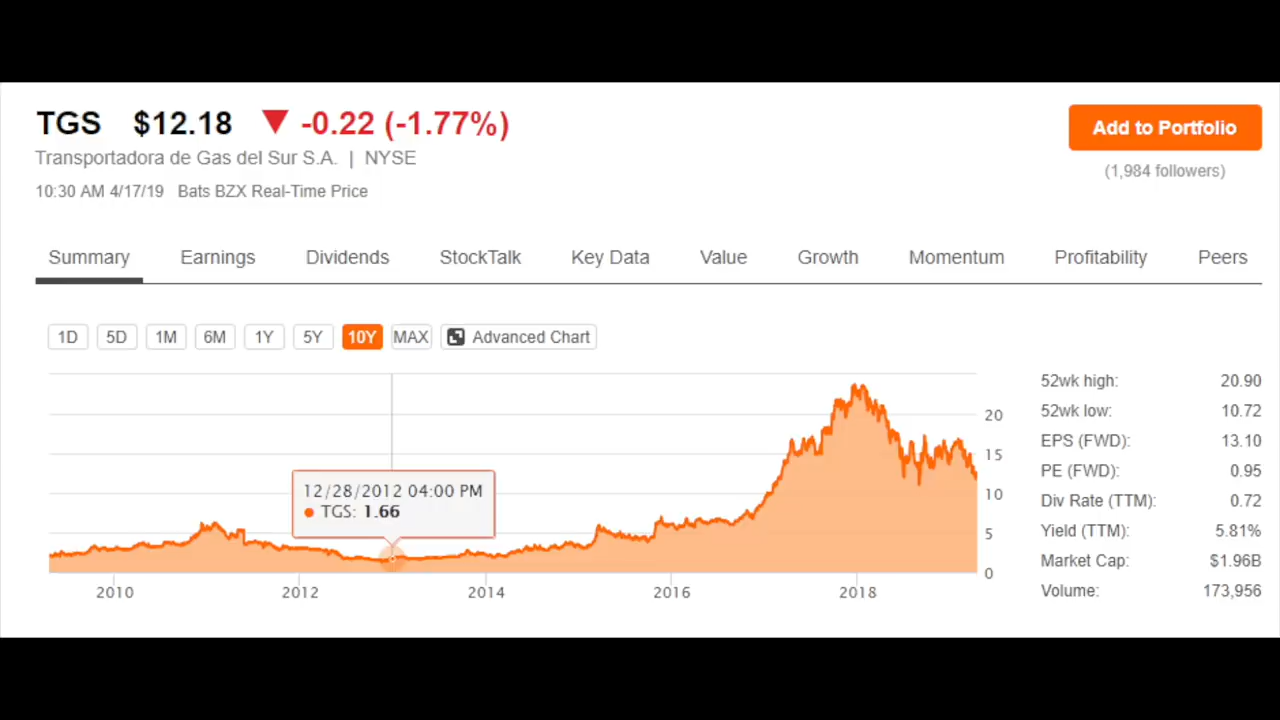 TGS $12.18 ▼ -0.22 (-1.77%)
Add to Portfolio
Transportadora de Gas del Sur S.A. | NYSE
(1,984 followers)
10:30 AM 4/17/19 Bats BZX Real-Time Price
Summary Earnings Dividends StockTalk Key Data Value Growth Momentum Profitability Peers
1D 5D 1M 6M 1Y 5Y 10Y MAX Advanced Chart
12/28/2012 04:00 PM
TGS: 1.66
20
15
10
5
0
2010 2012 2014 2016 2018
52wk high: 20.90
52wk low: 10.72
EPS (FWD): 13.10
PE (FWD): 0.95
Div Rate (TTM): 0.72
Yield (TTM): 5.81%
Market Cap: $1.96B
Volume: 173,956